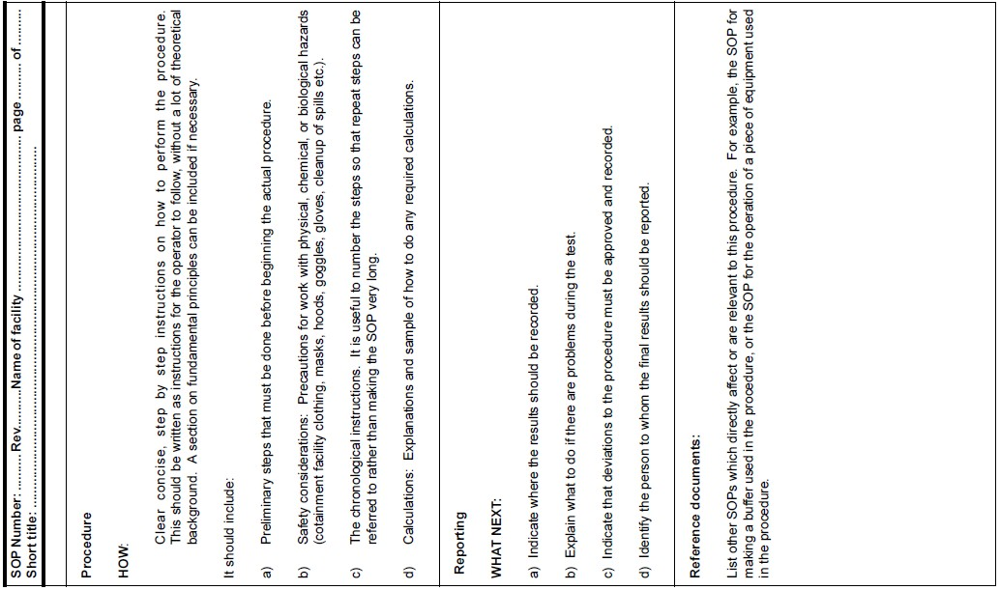 SOP Number: .......... Rev..........Name of facility ........................................ page.......... of ..........
Short title: ................................................................................
Procedure
HOW:
Clear concise, step by step instructions on how to perform the procedure.
This should be written as instructions for the operator to follow, without a lot of theoretical
background. A section on fundamental principles can be included if necessary.
It should include:
a) Preliminary steps that must be done before beginning the actual procedure.
b) Safety considerations: Precautions for work with physical, chemical, or biological hazards
(cotainment facility clothing, masks, hoods, goggles, gloves, cleanup of spills etc.).
c) The chronological instructions. It is useful to number the steps so that repeat steps can be
referred to rather than making the SOP very long.
d) Calculations: Explanations and sample of how to do any required calculations.
Reporting
WHAT NEXT:
a) Indicate where the results should be recorded.
b) Explain what to do if there are problems during the test.
c) Indicate that deviations to the procedure must be approved and recorded.
d) Identify the person to whom the final results should be reported.
Reference documents:
List other SOPs which directly affect or are relevant to this procedure. For example, the SOP for
making a buffer used in the procedure, or the SOP for the operation of a piece of equipment used
in the procedure.